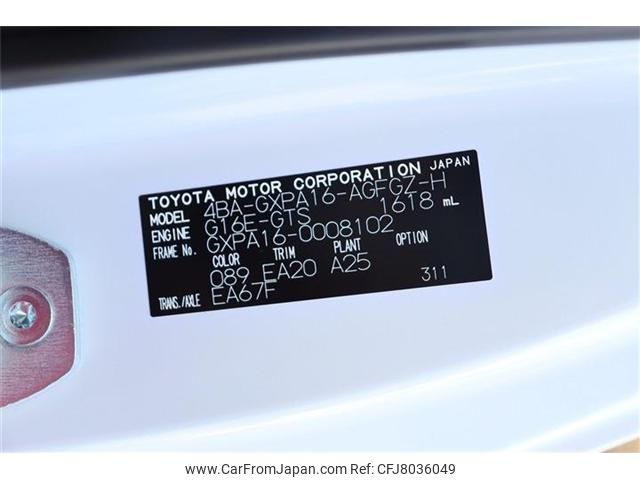 TOYOTA MOTOR CORPORATION JAPAN
MODEL 4BA-GXPA16-AGFGZ-H
ENGINE G16E-GTS 1618 mL
FRAME No. GXPA16-0008102
COLOR TRIM PLANT OPTION
089 EA20 A25
TRANS./AXLE EA67F 311
www.CarFromJapan.com CFJ8036049